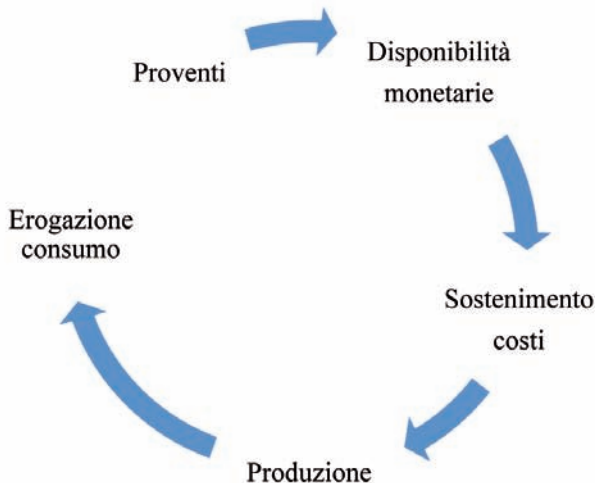 Proventi
Disponibilità
monetarie
Sostenimento
costi
Produzione
Erogazione
consumo